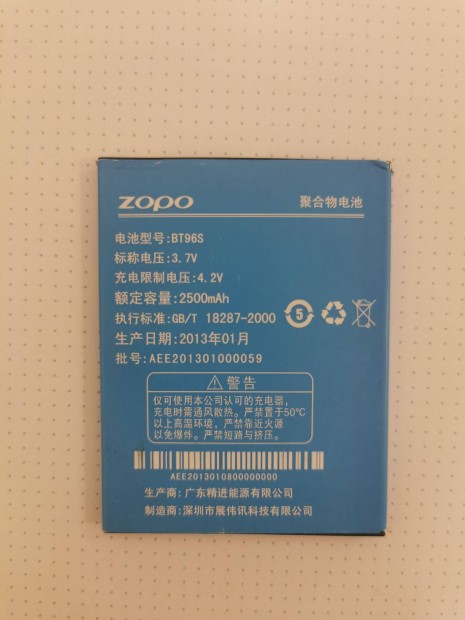 ZOPO
聚合物电池
电池型号:BT96S
标称电压:3.7V
充电限制电压:4.2V
额定容量:2500mAh
执行标准:GB/T 18287-2000
5
生产日期:2013年01月
批号:AEE201301000059
警告
仅可使用本公司认可的充电器,
充电时需通风散热。严禁置于50℃
以上高温环境,严禁靠近火源
以免爆炸。严禁短路与挤压。
AEE2013010800000000
生产商:广东精进能源有限公司
制造商:深圳市展伟讯科技有限公司